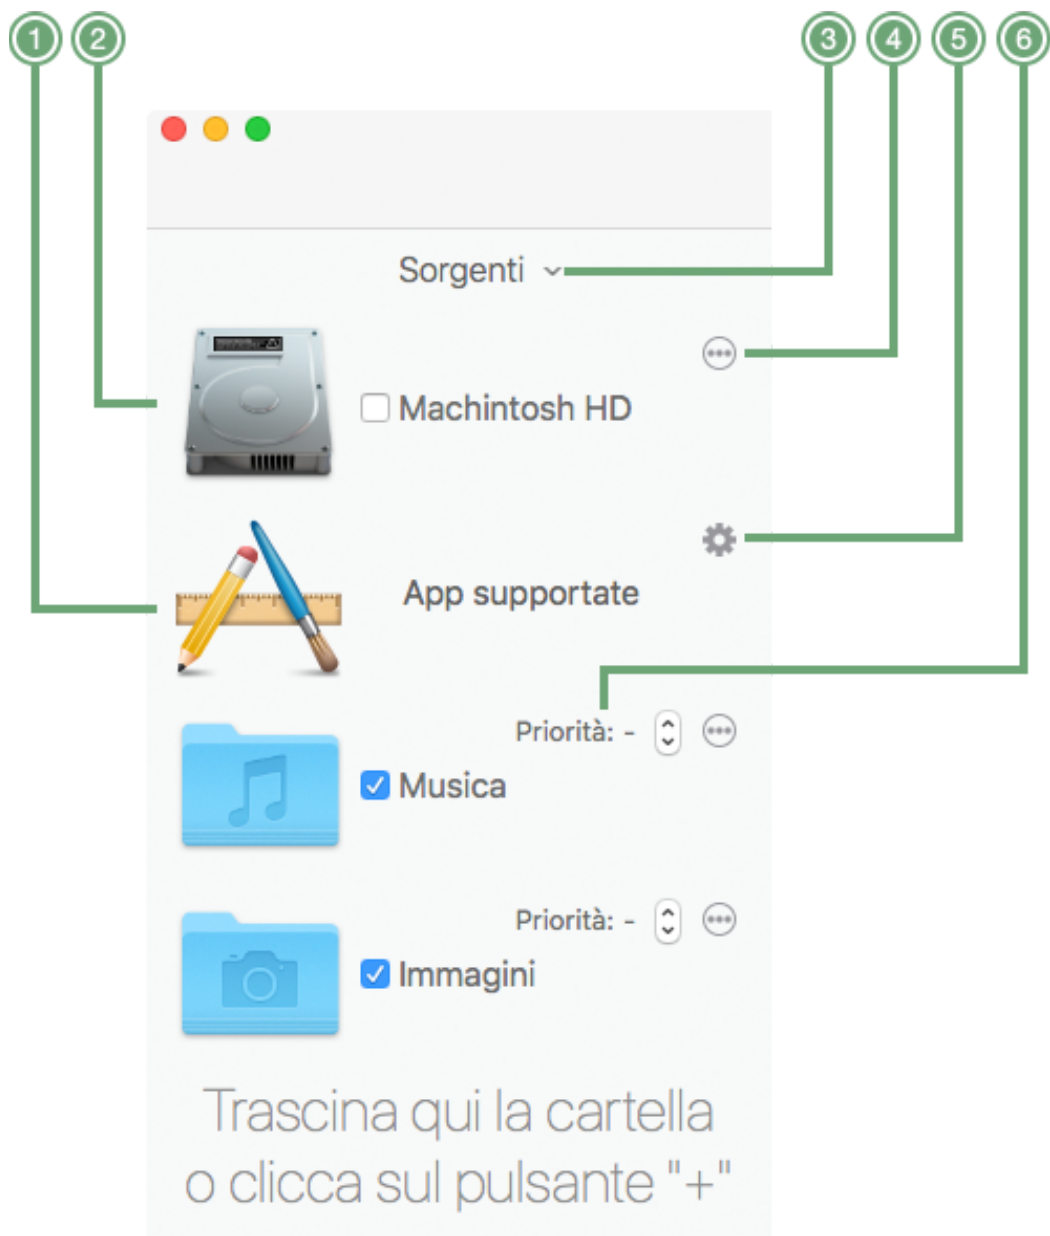 1 2 3 4 5 6
Sorgenti
Machintosh HD
App supportate
Priorità: -
Musica
Priorità: -
Immagini
Trascina qui la cartella
o clicca sul pulsante "+"